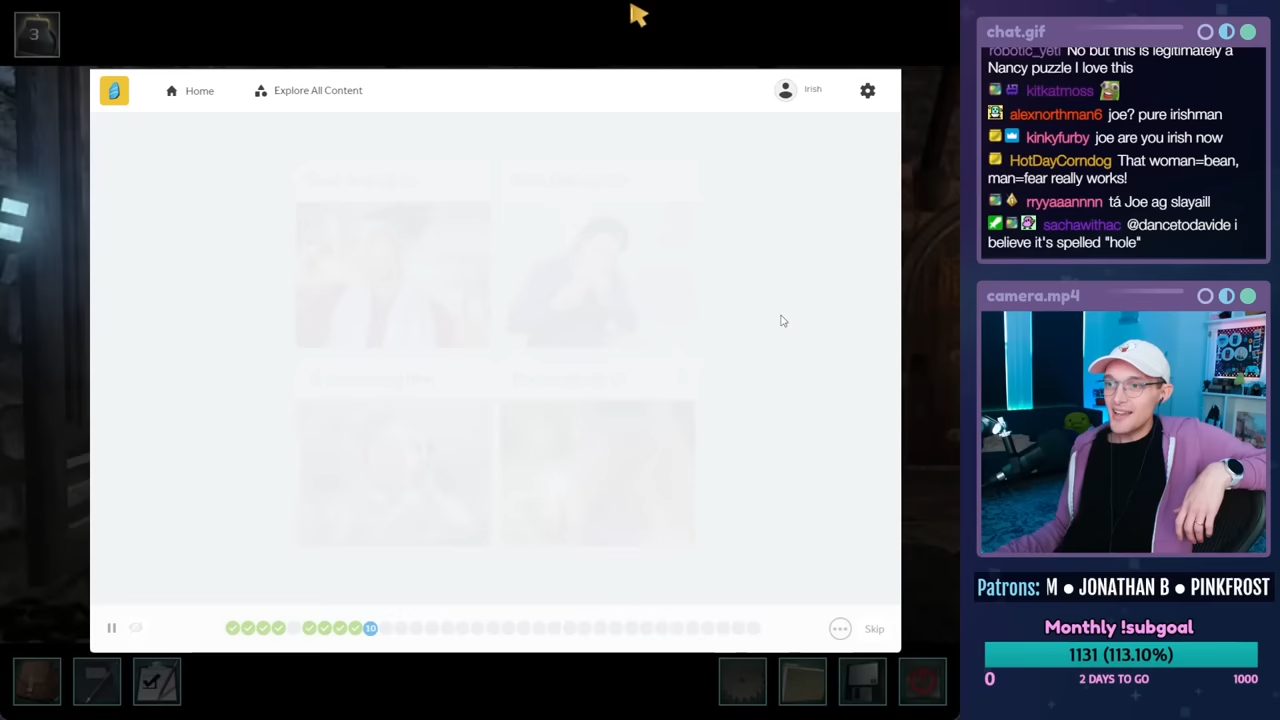 3
Home
Explore All Content
Irish
10
Skip
chat.gif
robotic_yeti No but this is legitimately a
Nancy puzzle I love this
kitkatmoss
alexnorthman6 joe? pure irishman
kinkyfurby joe are you irish now
HotDayCorndog That woman=bean,
man=fear really works!
rryyaaannnn tá Joe ag slayaill
sachawithac @dancetodavide i
believe it's spelled "hole"
camera.mp4
Patrons: M ● JONATHAN B ● PINKFROST
Monthly !subgoal
1131 (113.10%)
0 2 DAYS TO GO 1000